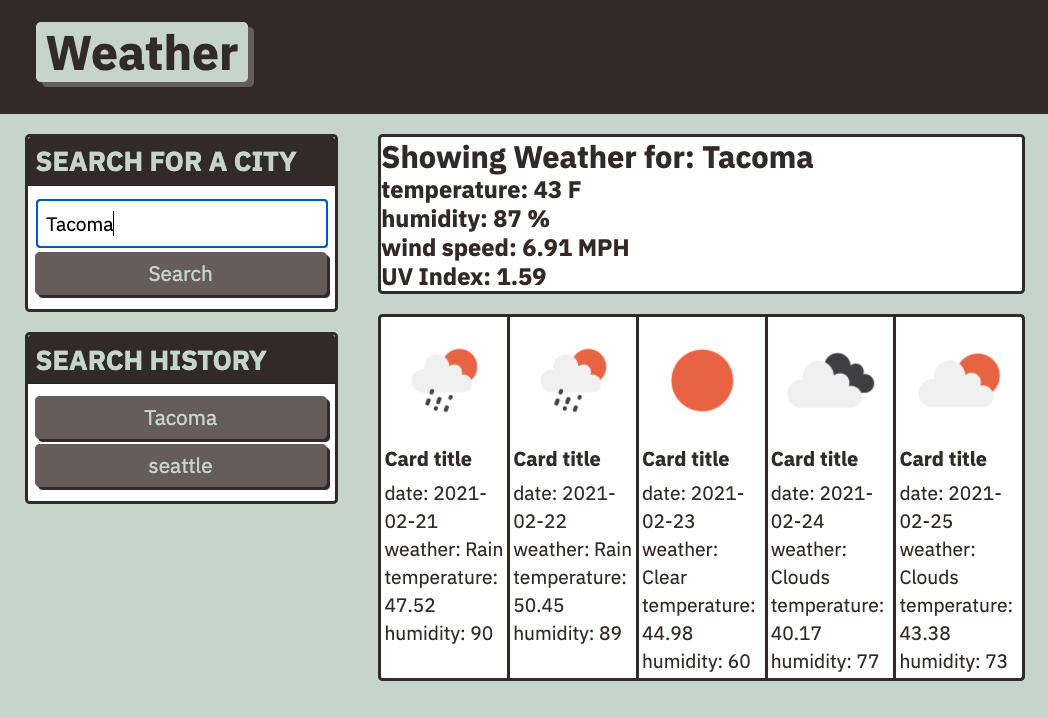 Weather
SEARCH FOR A CITY
Tacoma
Search
SEARCH HISTORY
Tacoma
seattle
Showing Weather for: Tacoma
temperature: 43 F
humidity: 87 %
wind speed: 6.91 MPH
UV Index: 1.59
Card title
date: 2021-
02-21
weather: Rain
temperature:
47.52
humidity: 90
Card title
date: 2021-
02-22
weather: Rain
temperature:
50.45
humidity: 89
Card title
date: 2021-
02-23
weather:
Clear
temperature:
44.98
humidity: 60
Card title
date: 2021-
02-24
weather:
Clouds
temperature:
40.17
humidity: 77
Card title
date: 2021-
02-25
weather:
Clouds
temperature:
43.38
humidity: 73